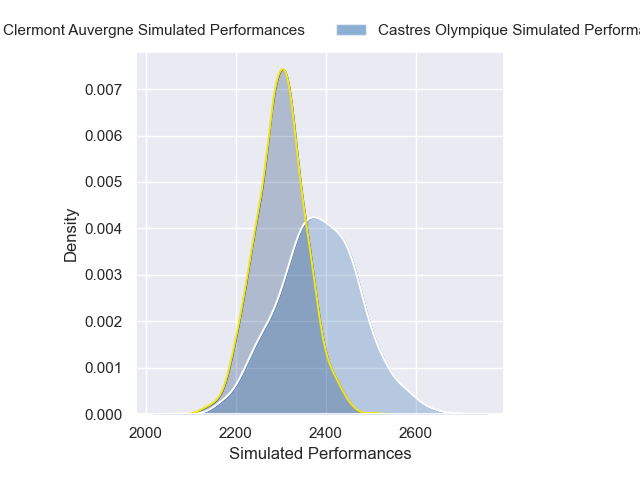 Clermont Auvergne Simulated Performances
Castres Olympique Simulated Performa
0.007
0.006
0.005
0.004
0.003
0.002
0.001
0.000
Density
2000 2200 2400 2600
Simulated Performances